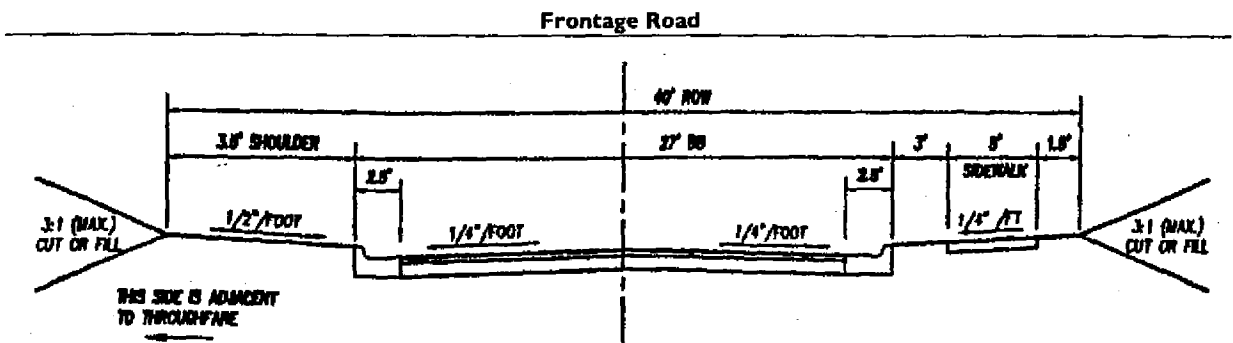 Frontage Road
40' ROW
3.5' SHOULDER
27' BB
3'
5'
1.5'
2.5'
2.5'
SIDEWALK
1/2"/FOOT
1/4"/FOOT
1/4"/FOOT
1/4" /FT
3:1 (MAX.)
CUT OR FILL
3:1 (MAX.)
CUT OR FILL
THIS SIDE IS ADJACENT
TO THROUGHFARE